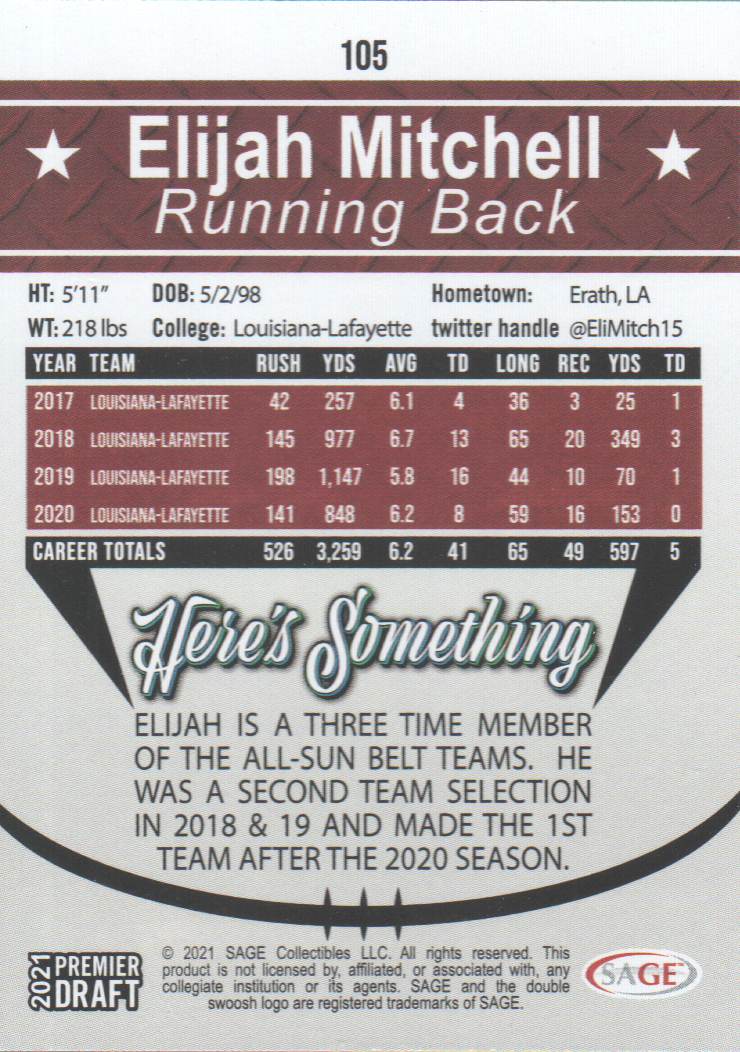 105
Elijah Mitchell
Running Back
HT: 5'11" DOB: 5/2/98 Hometown: Erath, LA
WT: 218 lbs College: Louisiana-Lafayette twitter handle @EliMitch15
YEAR TEAM RUSH YDS AVG TD LONG REC YDS TD
2017 LOUISIANA-LAFAYETTE 42 257 6.1 4 36 3 25 1
2018 LOUISIANA-LAFAYETTE 145 977 6.7 13 65 20 349 3
2019 LOUISIANA-LAFAYETTE 198 1,147 5.8 16 44 10 70 1
2020 LOUISIANA-LAFAYETTE 141 848 6.2 8 59 16 153 0
CAREER TOTALS 526 3,259 6.2 41 65 49 597 5
Here's Something
ELIJAH IS A THREE TIME MEMBER
OF THE ALL-SUN BELT TEAMS. HE
WAS A SECOND TEAM SELECTION
IN 2018 & 19 AND MADE THE 1ST
TEAM AFTER THE 2020 SEASON.
2021 PREMIER DRAFT
© 2021 SAGE Collectibles LLC. All rights reserved. This
product is not licensed by, affiliated, or associated with, any
collegiate institution or its agents. SAGE and the double
swoosh logo are registered trademarks of SAGE.
SAGE